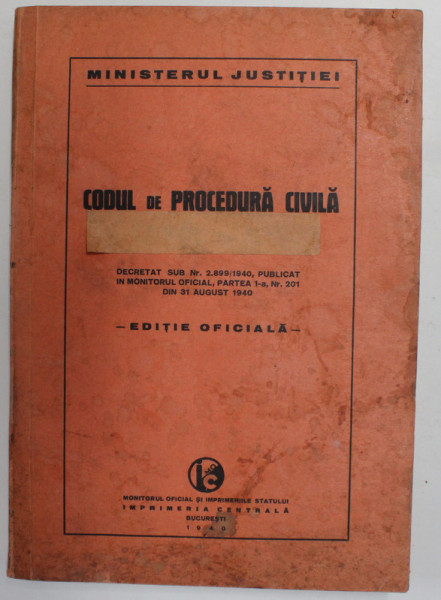 MINISTERUL JUSTIȚIEI
CODUL DE PROCEDURĂ CIVILĂ
DECRETAT SUB Nr. 2.899/1940, PUBLICAT
IN MONITORUL OFICIAL, PARTEA 1-a, Nr. 201
DIN 31 AUGUST 1940
— EDIȚIE OFICIALĂ —
MONITORUL OFICIAL ȘI IMPRIMERIILE STATULUI
IMPRIMERIA CENTRALĂ
BUCUREȘTI
1940